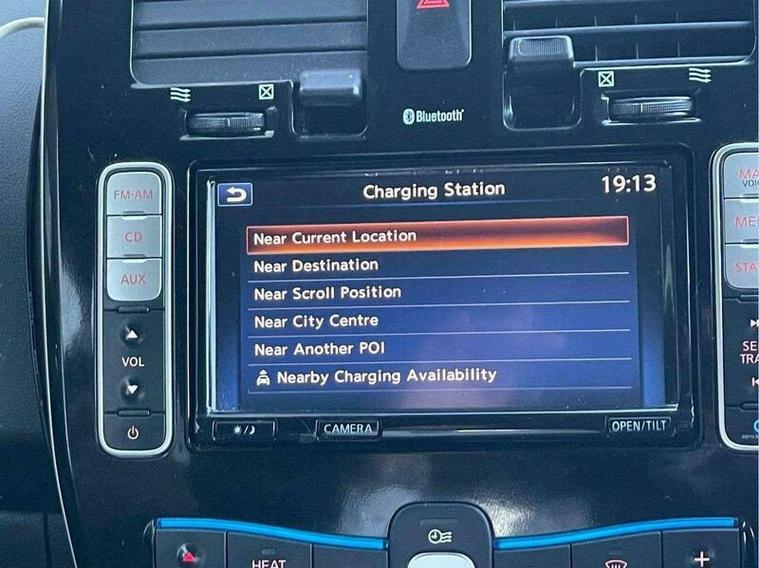 Bluetooth
Charging Station
19:13
FM·AM
CD
AUX
VOL
Near Current Location
Near Destination
Near Scroll Position
Near City Centre
Near Another POI
Nearby Charging Availability
CAMERA
OPEN/TILT
HEAT